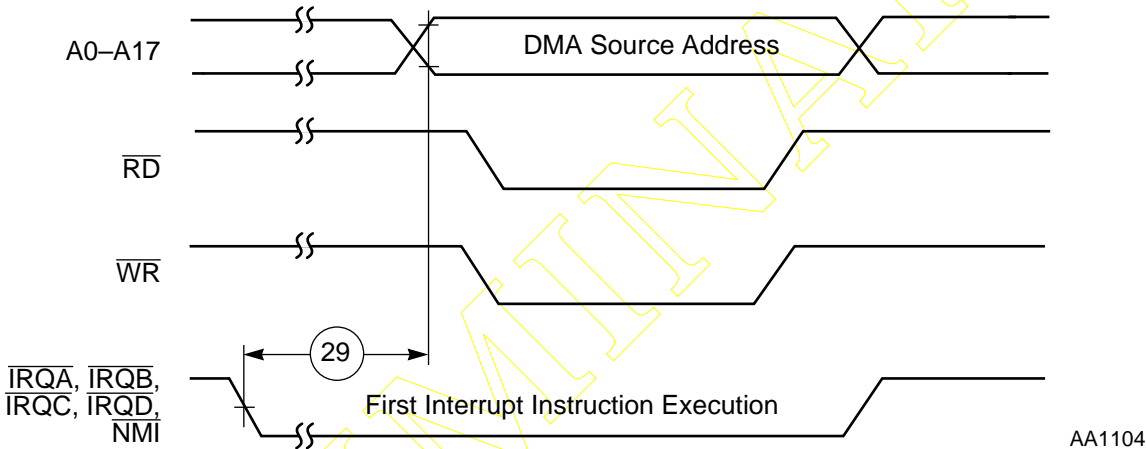 A0–A17
DMA Source Address
RD
WR
29
IRQA, IRQB,
IRQC, IRQD,
NMI
First Interrupt Instruction Execution
AA1104